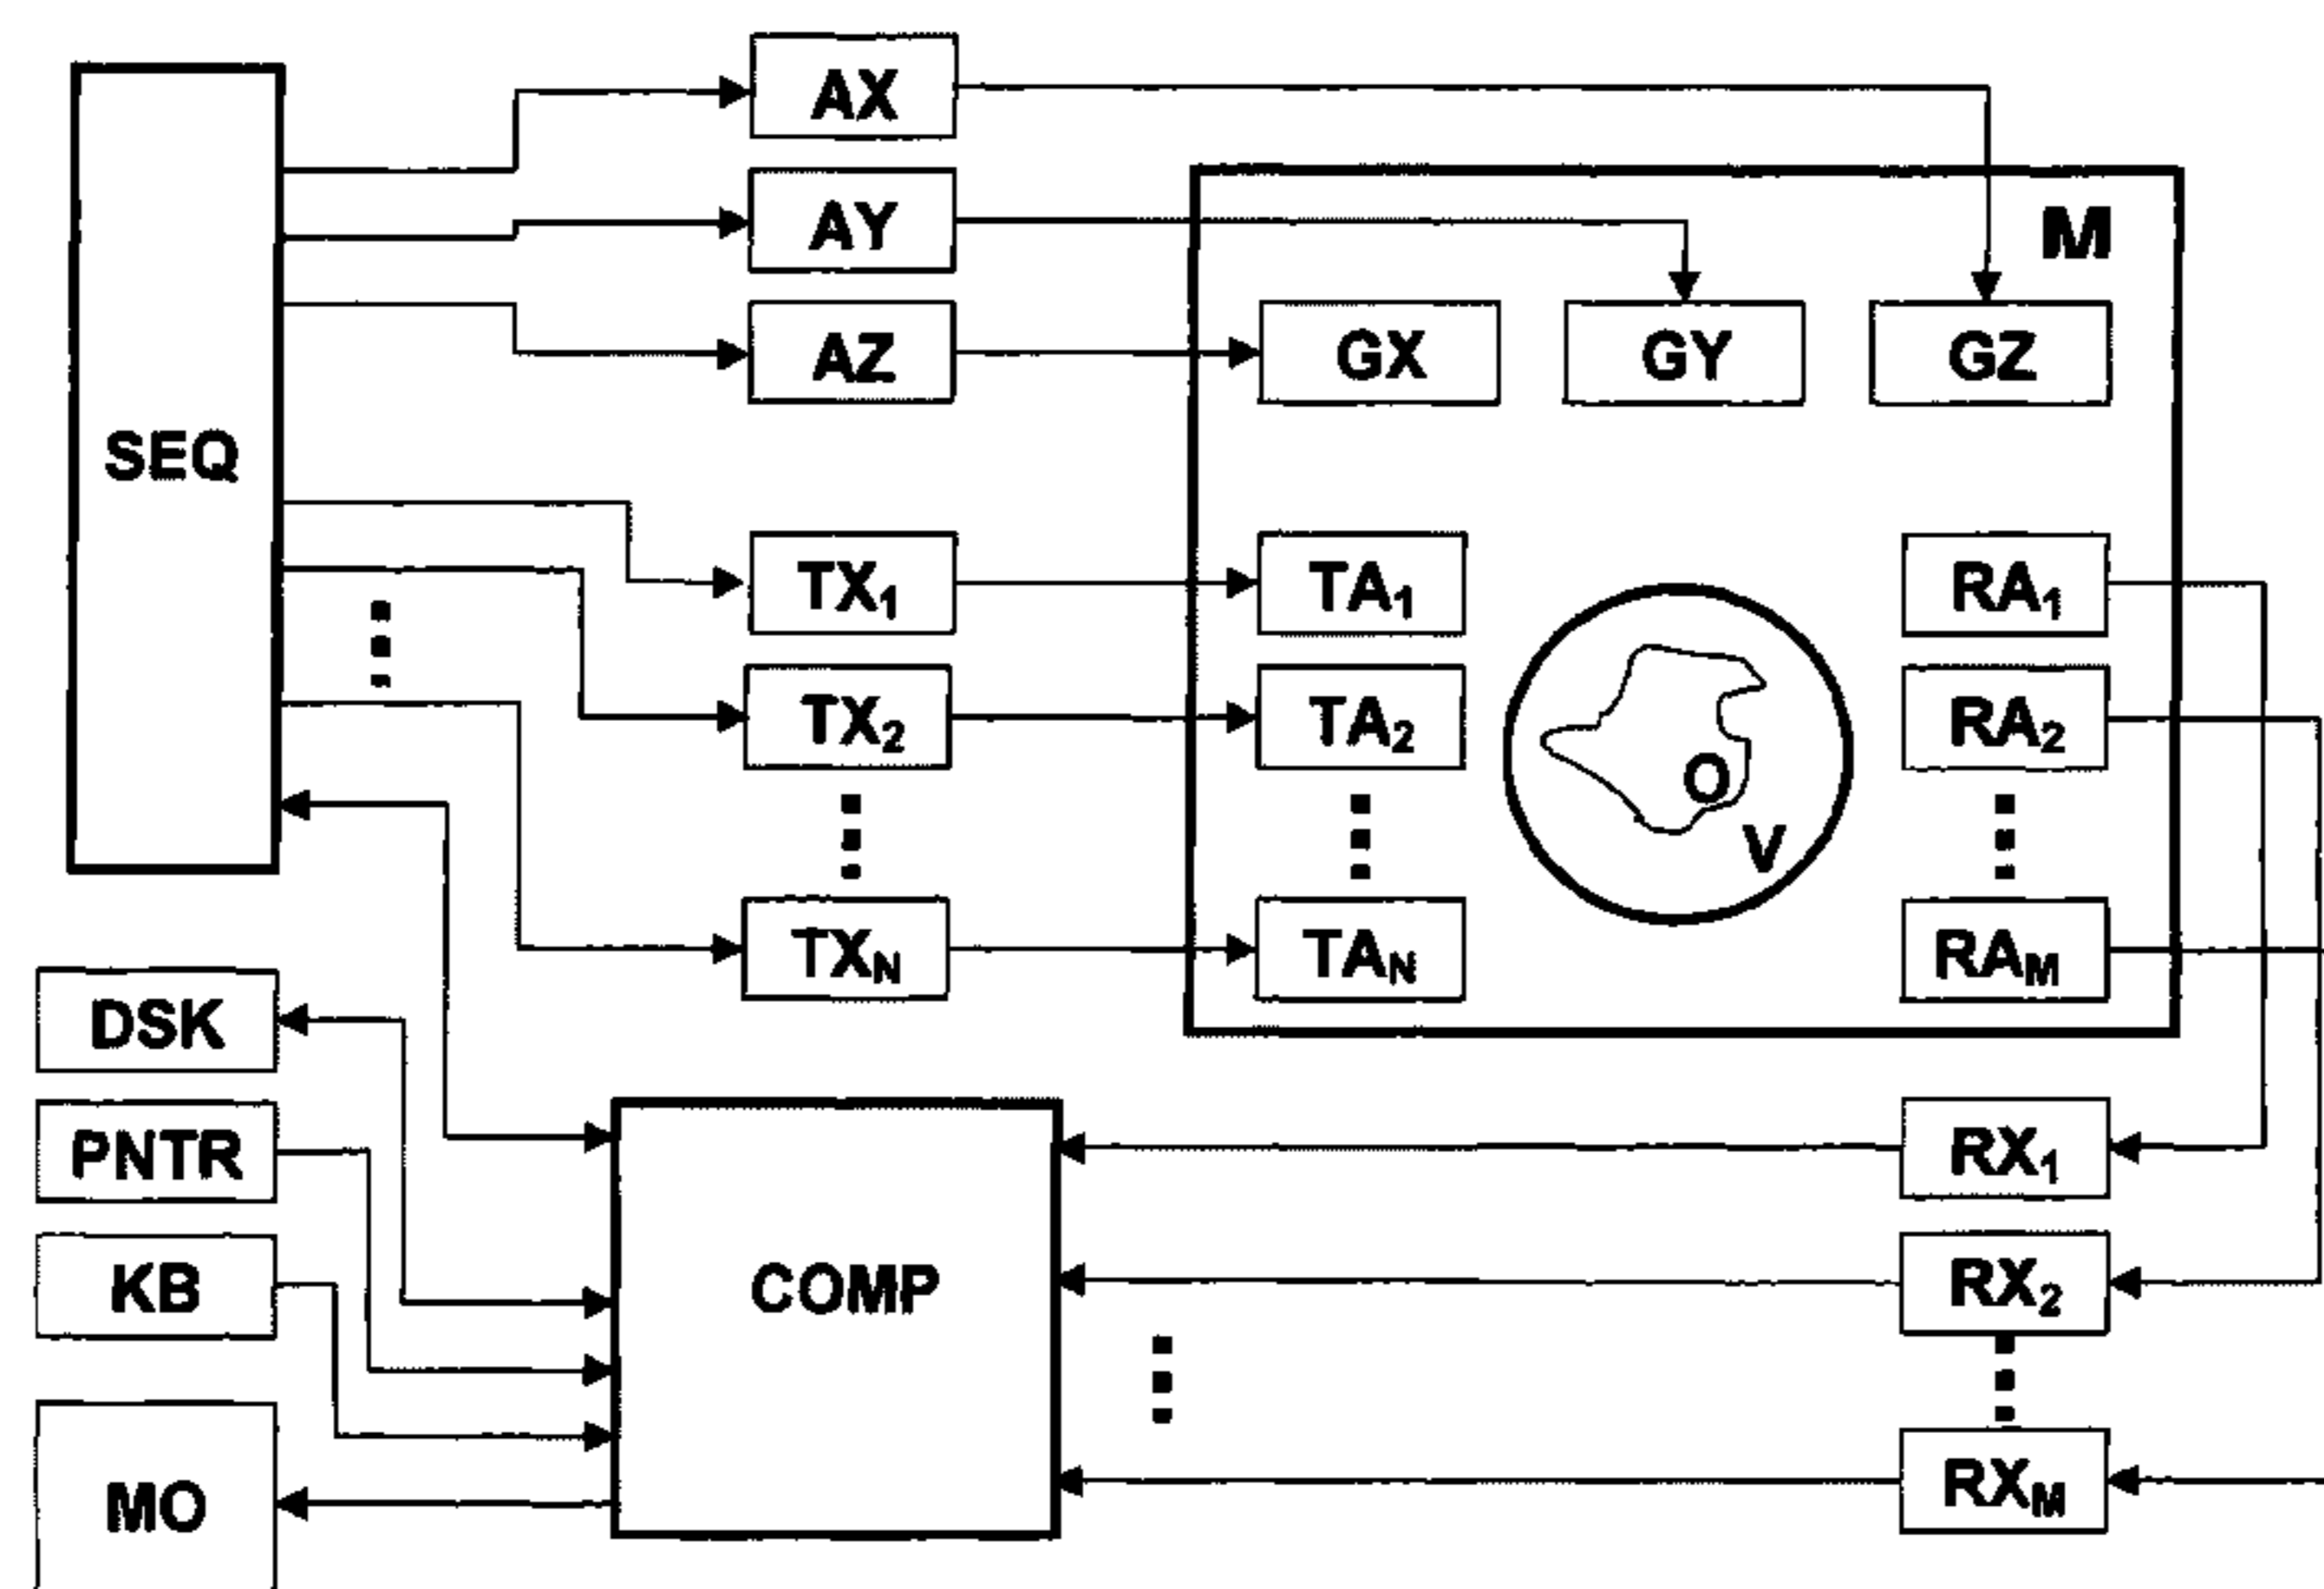 AX
M
AY
AZ
GX
GY
GZ
SEQ
TX1
TA1
RA1
TX2
TA2
RA2
O
V
TXN
TAN
RAM
DSK
PNTR
COMP
RX1
KB
RX2
MO
RXM